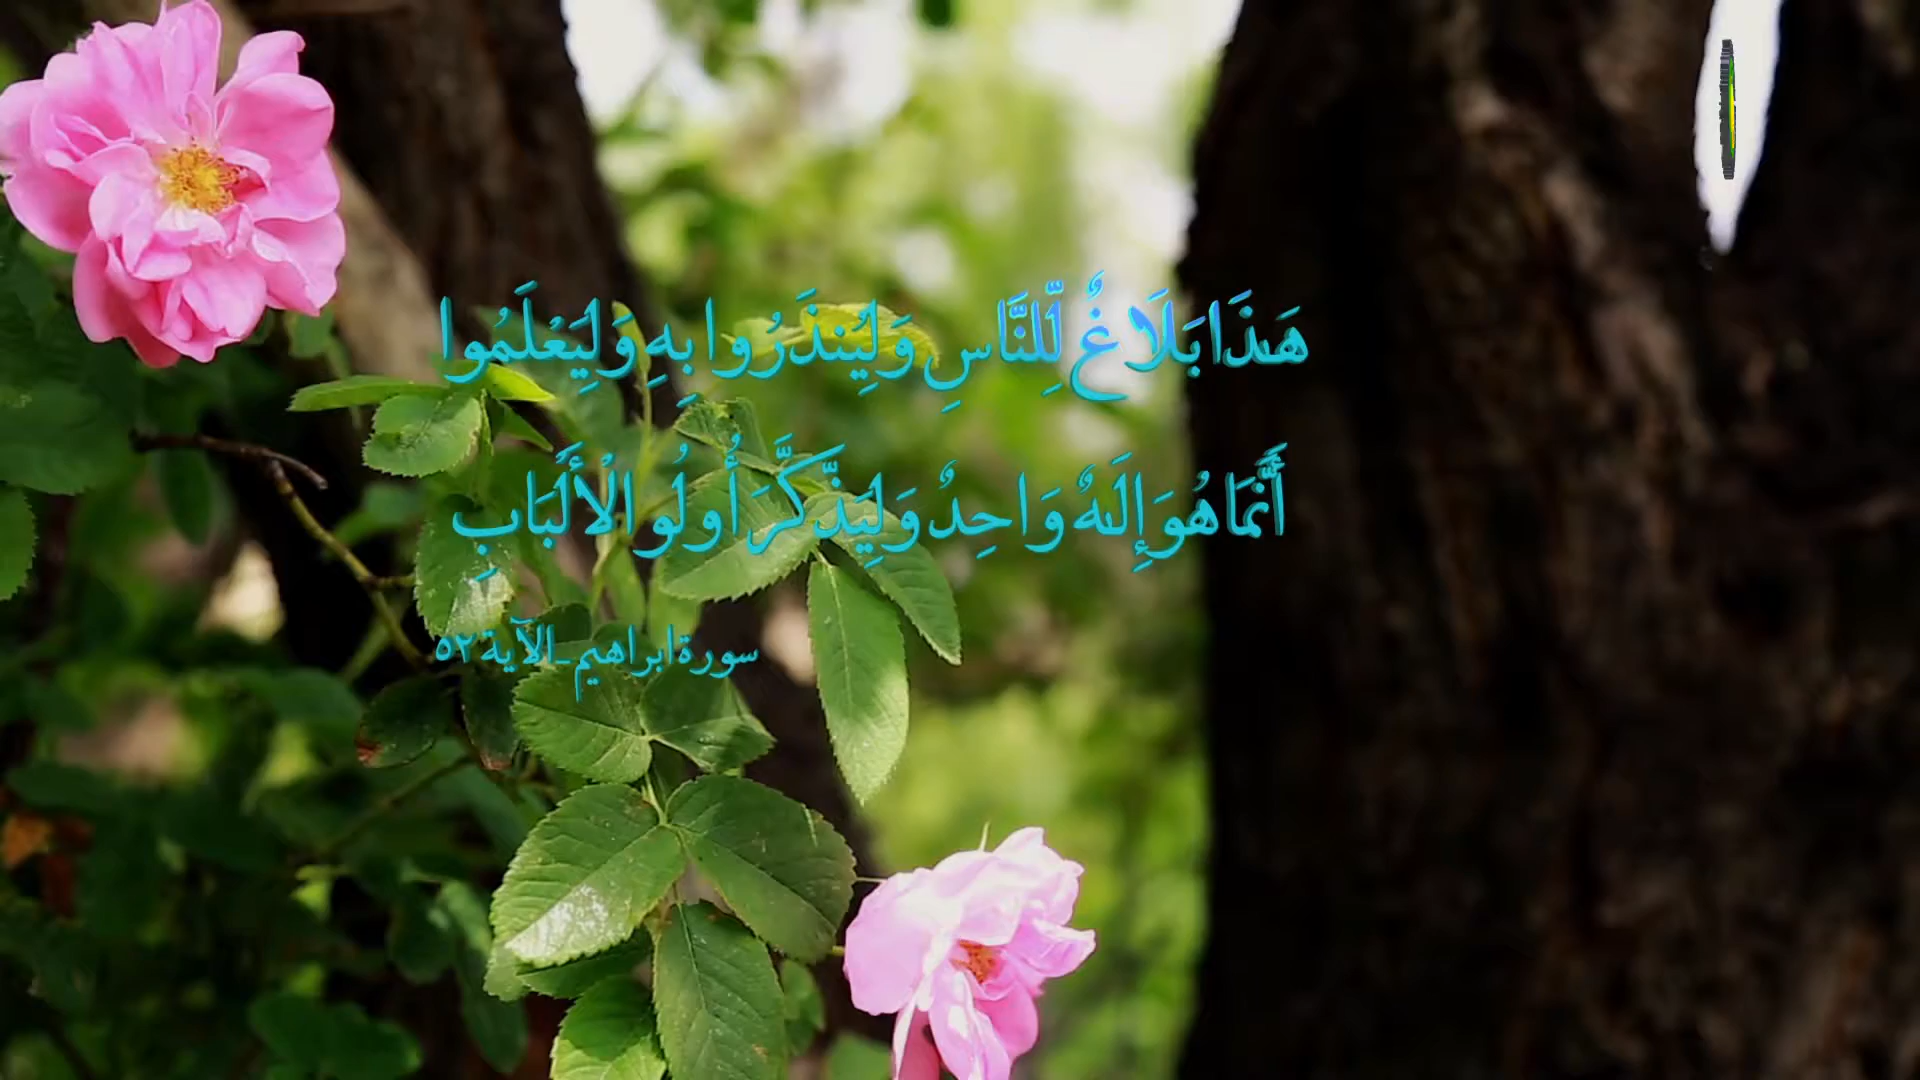 هَذَا بَلَاغٌ لِّلنَّاسِ وَلِيُنذَرُوا بِهِ وَلِيَعْلَمُوا
أَنَّمَا هُوَ إِلَهٌ وَاحِدٌ وَلِيَذَّكَّرَ أُولُو الْأَلْبَابِ
سورة ابراهيم_الآية ٥٢